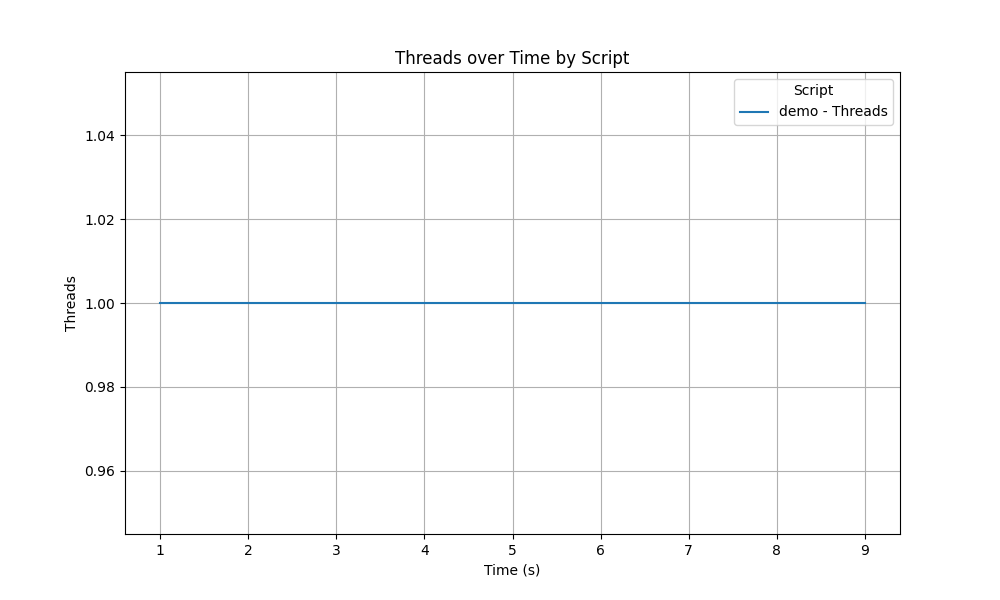 Threads over Time by Script
Script
demo - Threads
1.04
1.02
1.00
0.98
0.96
Threads
1 2 3 4 5 6 7 8 9
Time (s)